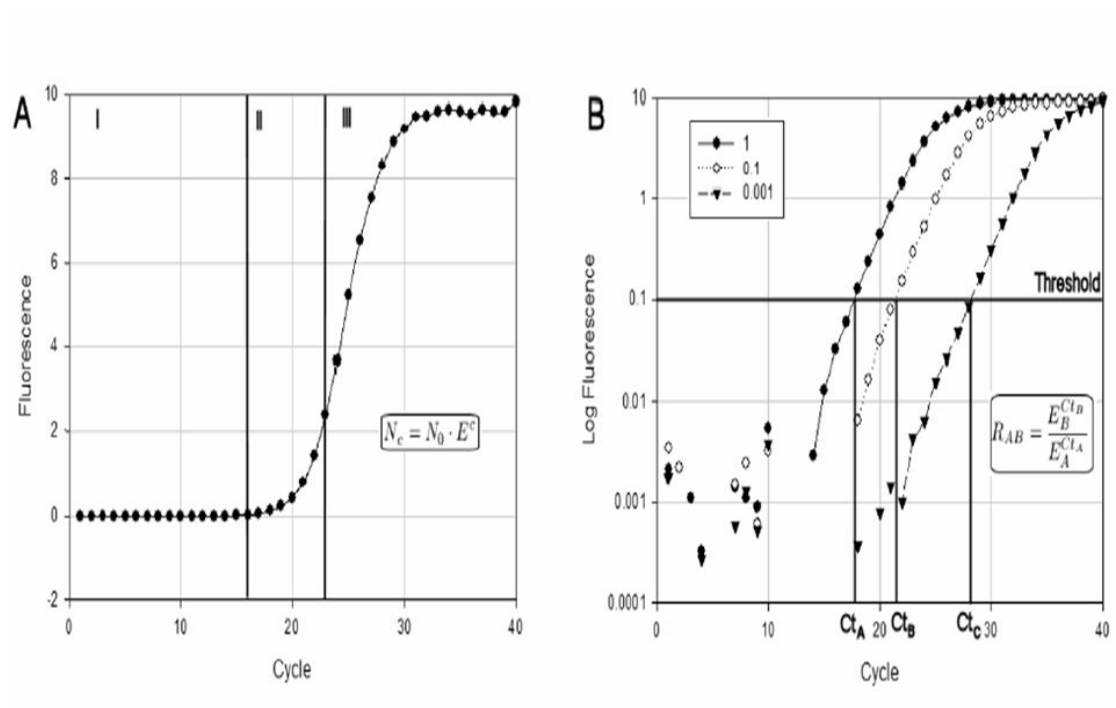 A
I II III
10
8
6
4
2
0
-2
0 10 20 30 40
Fluorescence
Cycle
N_c = N_0 · E^c
B
1
0.1
0.001
Threshold
10
1
0.1
0.01
0.001
0.0001
0 10 Ct_A 20 Ct_B Ct_C 30 40
Log Fluorescence
Cycle
R_AB = E_B^Ct_B / E_A^Ct_A